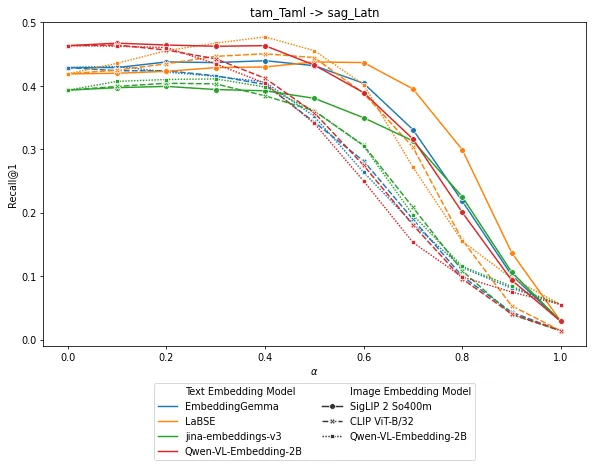 tam_Taml -> sag_Latn
0.5
0.4
0.3
0.2
0.1
0.0
Recall@1
0.0 0.2 0.4 0.6 0.8 1.0
α
Text Embedding Model Image Embedding Model
EmbeddingGemma SigLIP 2 So400m
LaBSE CLIP ViT-B/32
jina-embeddings-v3 Qwen-VL-Embedding-2B
Qwen-VL-Embedding-2B